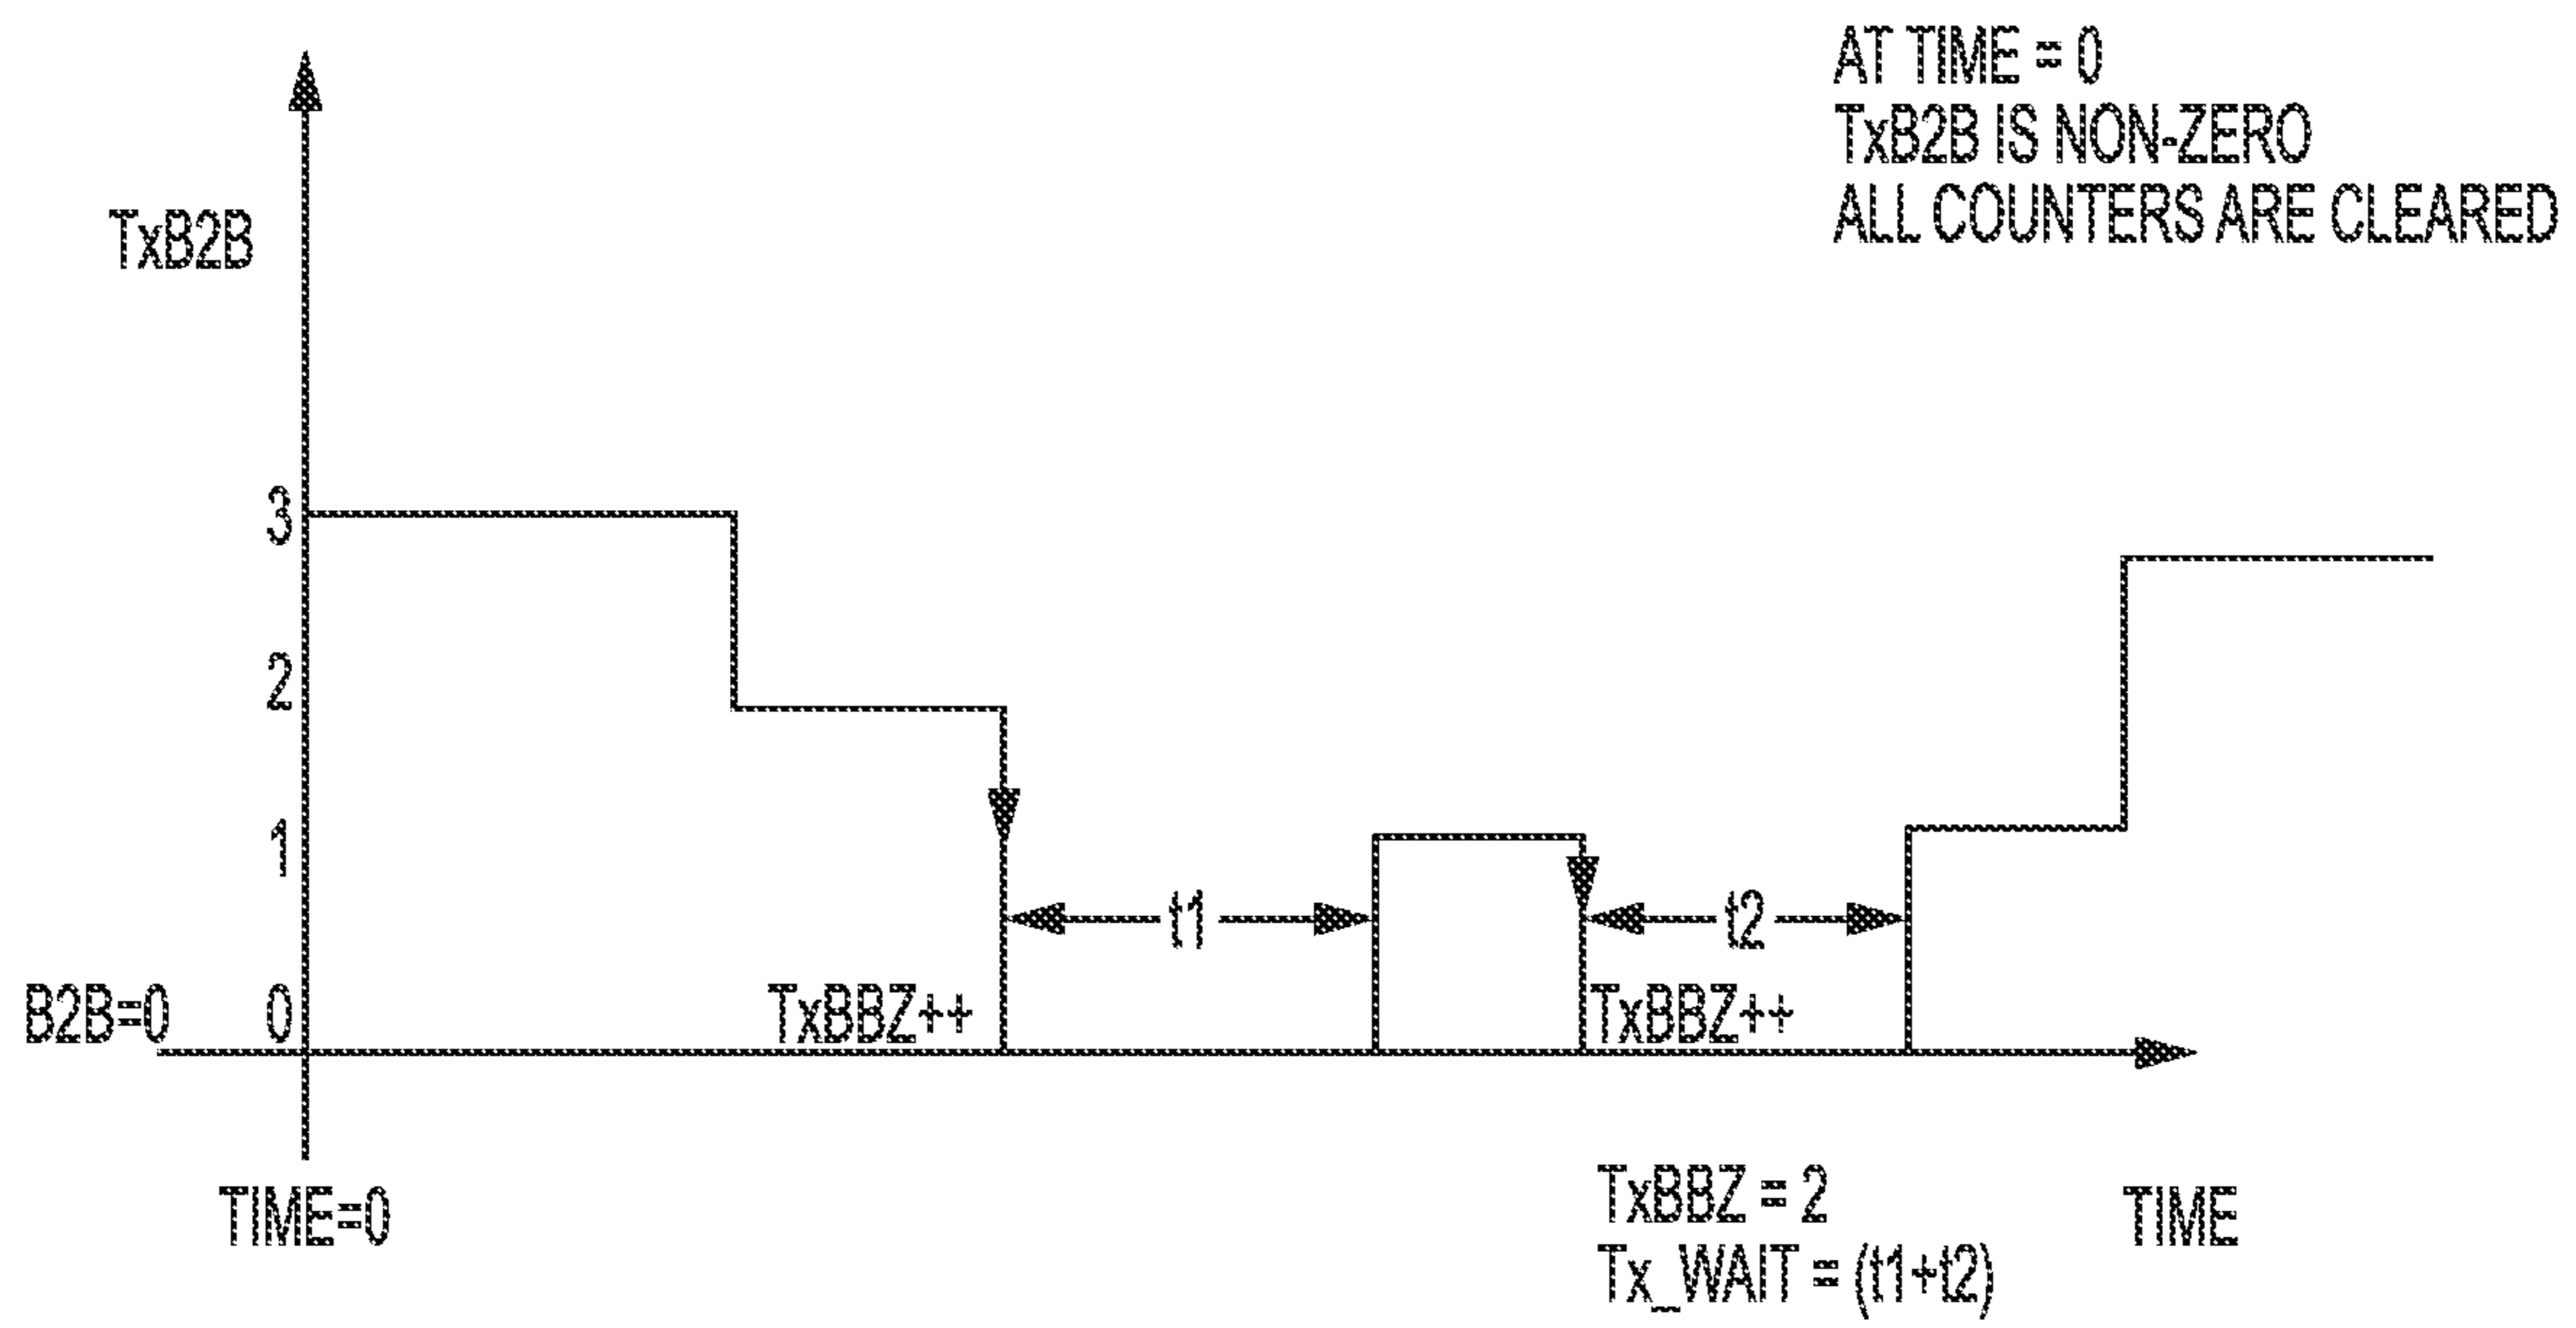 AT TIME = 0
TxB2B IS NON-ZERO
ALL COUNTERS ARE CLEARED
TxB2B
3
2
1
t1
t2
B2B=0
0
TxBBZ++
TxBBZ++
TIME=0
TxBBZ = 2
TIME
Tx_WAIT = (t1+t2)